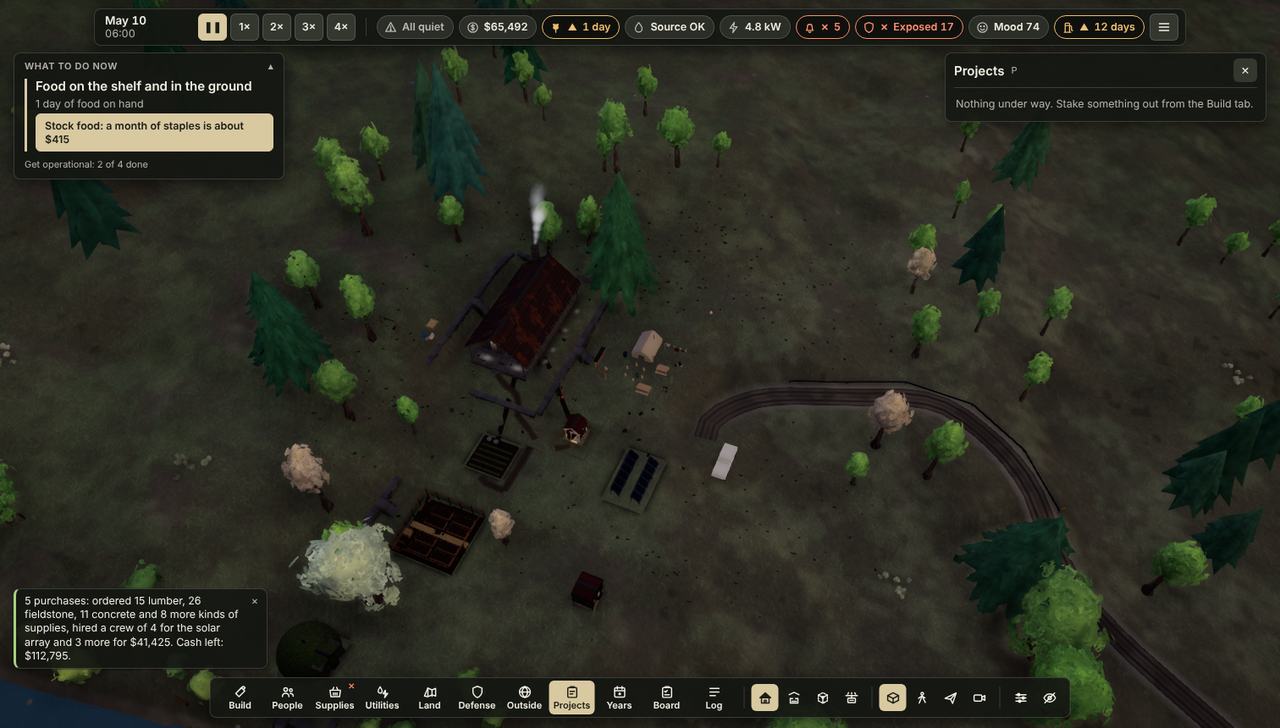 May 10
06:00
1×
2×
3×
4×
All quiet
$65,492
1 day
Source OK
4.8 kW
5
Exposed 17
Mood 74
12 days
WHAT TO DO NOW
Food on the shelf and in the ground
1 day of food on hand
Stock food: a month of staples is about
$415
Get operational: 2 of 4 done
Projects P
Nothing under way. Stake something out from the Build tab.
5 purchases: ordered 15 lumber, 26
fieldstone, 11 concrete and 8 more kinds of
supplies, hired a crew of 4 for the solar
array and 3 more for $41,425. Cash left:
$112,795.
Build
People
Supplies
Utilities
Land
Defense
Outside
Projects
Years
Board
Log